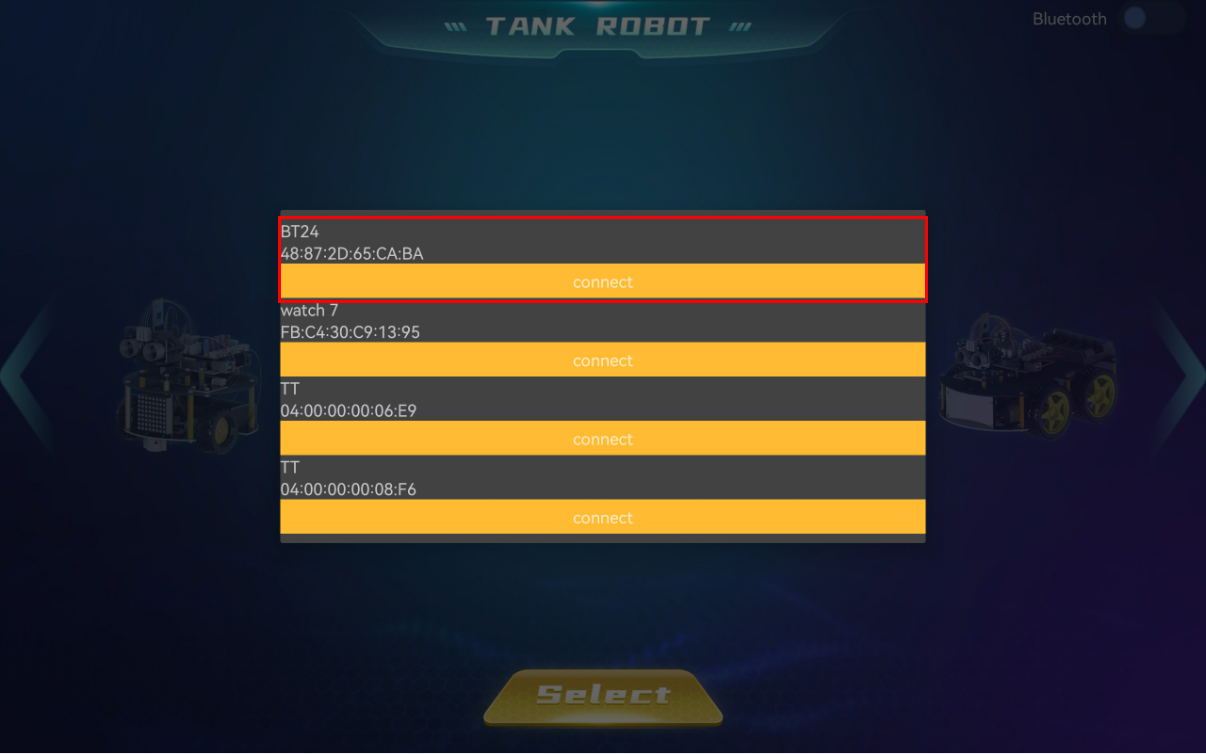 TANK ROBOT
Bluetooth
BT24
48:87:2D:65:CA:BA
connect
watch 7
FB:C4:30:C9:13:95
connect
TT
04:00:00:00:06:E9
connect
TT
04:00:00:00:08:F6
connect
Select